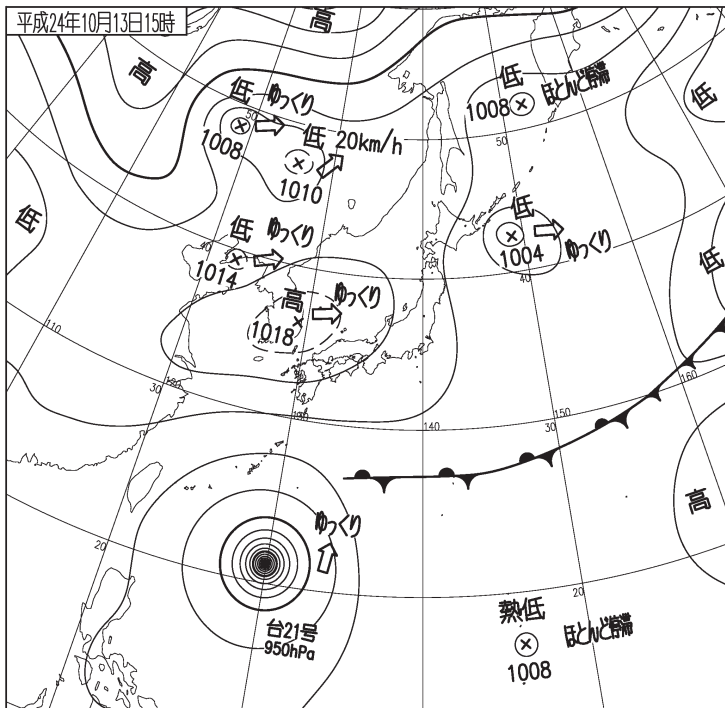 平成24年10月13日15時
高
高
低
ゆっくり
50
1008
低
20km/h
1010
低
1008
ほとんど停滞
50
低
低
低
ゆっくり
40
1014
低
1004
ゆっくり
40
低
高
ゆっくり
1018
110
30
120
130
140
150
30
160
高
20
ゆっくり
台21号
950hPa
20
熱低
ほとんど停滞
1008